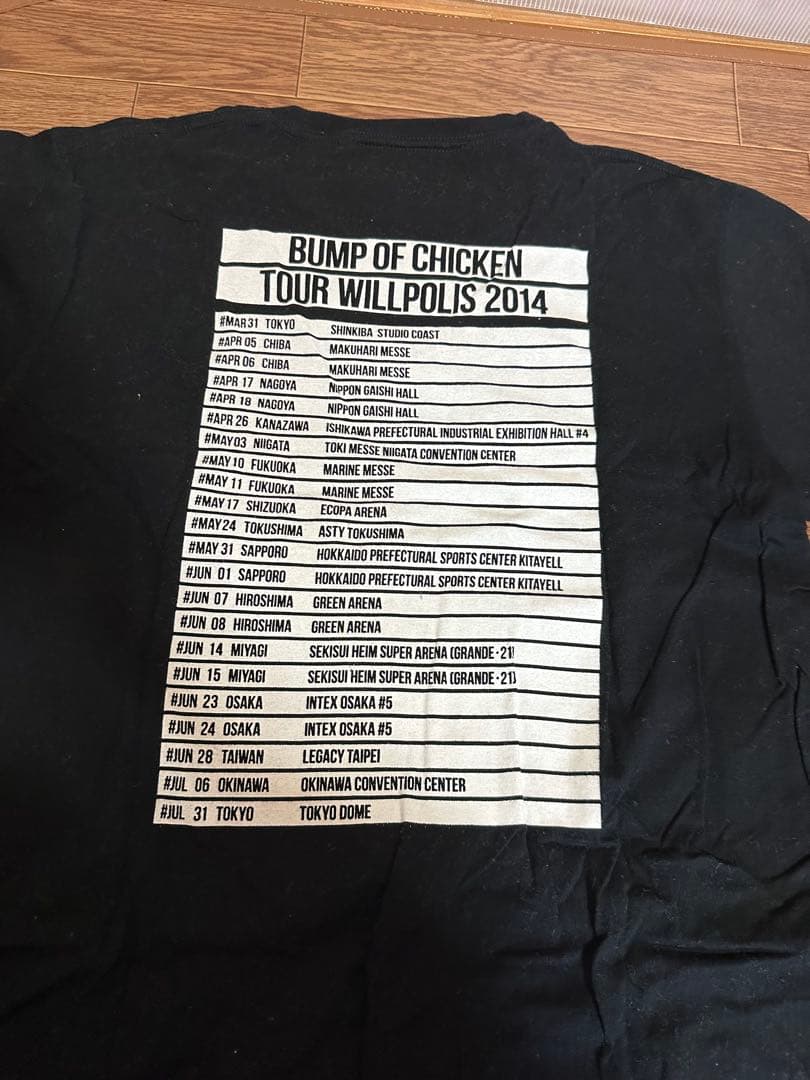 BUMP OF CHICKEN
TOUR WILLPOLIS 2014
#MAR31 TOKYO SHINKIBA STUDIO COAST
#APR 05 CHIBA MAKUHARI MESSE
#APR 06 CHIBA MAKUHARI MESSE
#APR 17 NAGOYA NIPPON GAISHI HALL
#APR 18 NAGOYA NIPPON GAISHI HALL
#APR 26 KANAZAWA ISHIKAWA PREFECTURAL INDUSTRIAL EXHIBITION HALL #4
#MAY03 NIIGATA TOKI MESSE NIIGATA CONVENTION CENTER
#MAY 10 FUKUOKA MARINE MESSE
#MAY 11 FUKUOKA MARINE MESSE
#MAY 17 SHIZUOKA ECOPA ARENA
#MAY24 TOKUSHIMA ASTY TOKUSHIMA
#MAY 31 SAPPORO HOKKAIDO PREFECTURAL SPORTS CENTER KITAYELL
#JUN 01 SAPPORO HOKKAIDO PREFECTURAL SPORTS CENTER KITAYELL
#JUN 07 HIROSHIMA GREEN ARENA
#JUN 08 HIROSHIMA GREEN ARENA
#JUN 14 MIYAGI SEKISUI HEIM SUPER ARENA (GRANDE・21)
#JUN 15 MIYAGI SEKISUI HEIM SUPER ARENA (GRANDE・21)
#JUN 23 OSAKA INTEX OSAKA #5
#JUN 24 OSAKA INTEX OSAKA #5
#JUN 28 TAIWAN LEGACY TAIPEI
#JUL 06 OKINAWA OKINAWA CONVENTION CENTER
#JUL 31 TOKYO TOKYO DOME